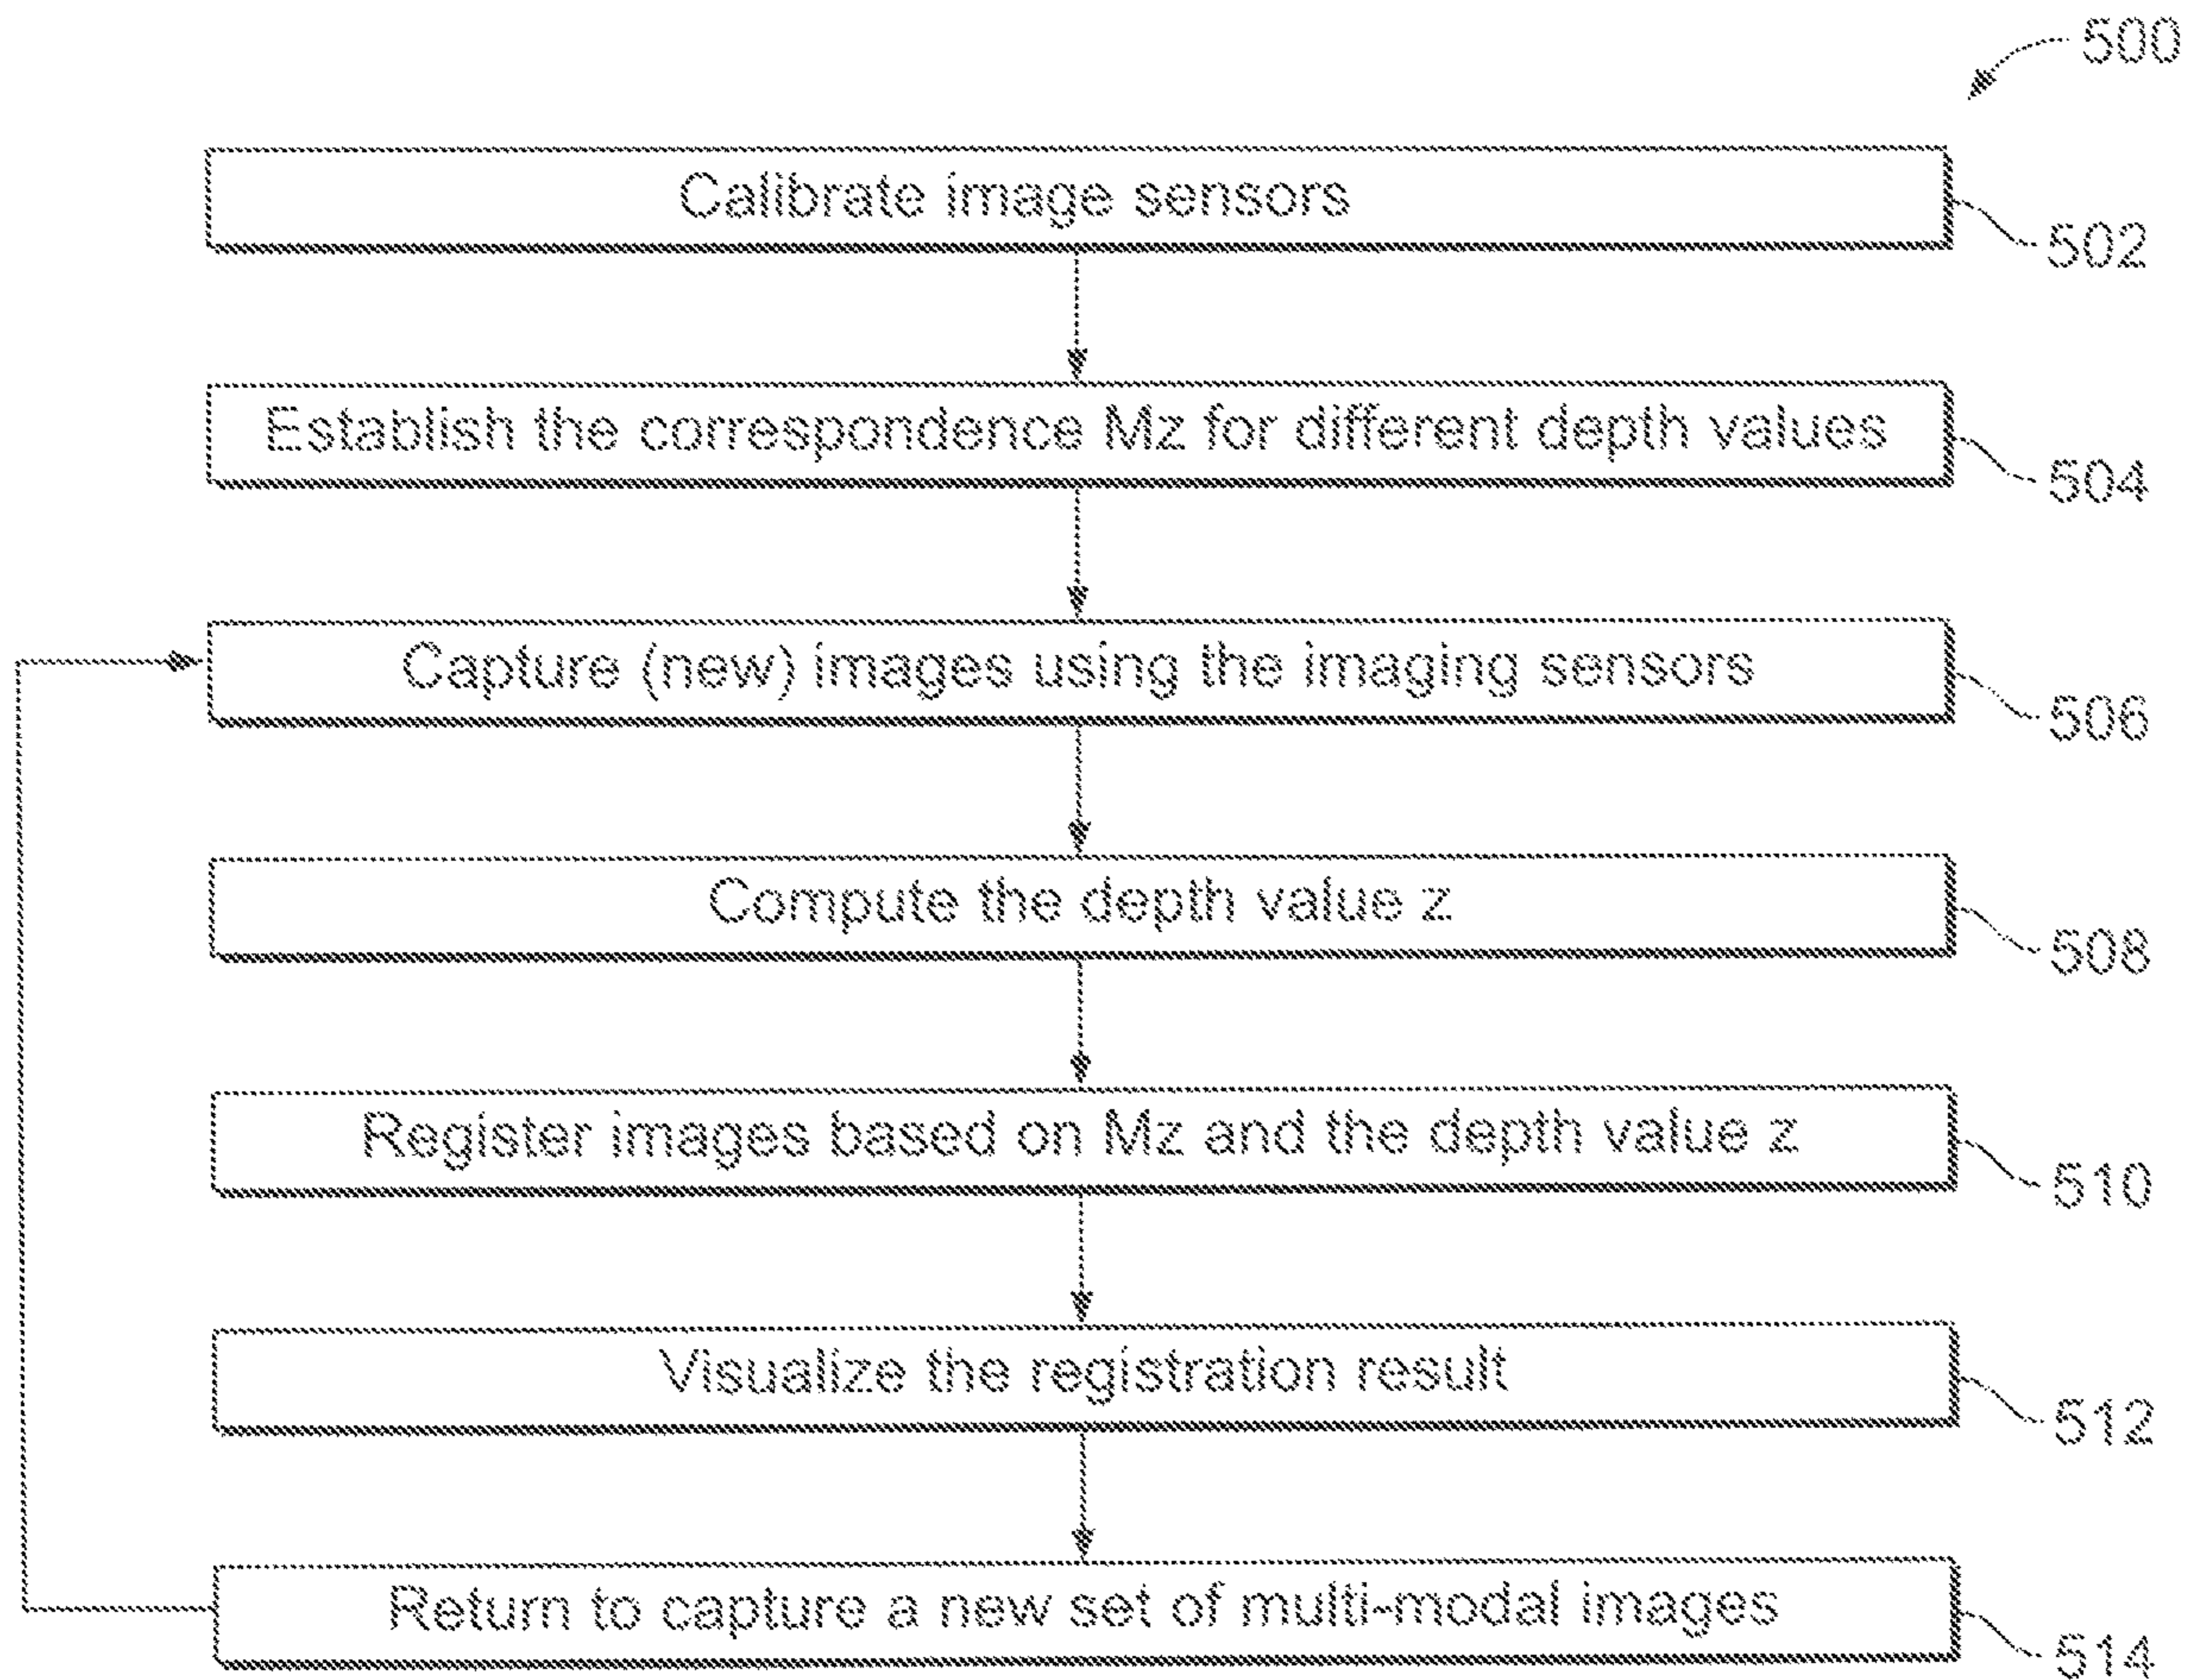 500
Calibrate image sensors
502
Establish the correspondence Mz for different depth values
504
Capture (new) images using the imaging sensors
506
Compute the depth value z
508
Register images based on Mz and the depth value z
510
Visualize the registration result
512
Return to capture a new set of multi-modal images
514